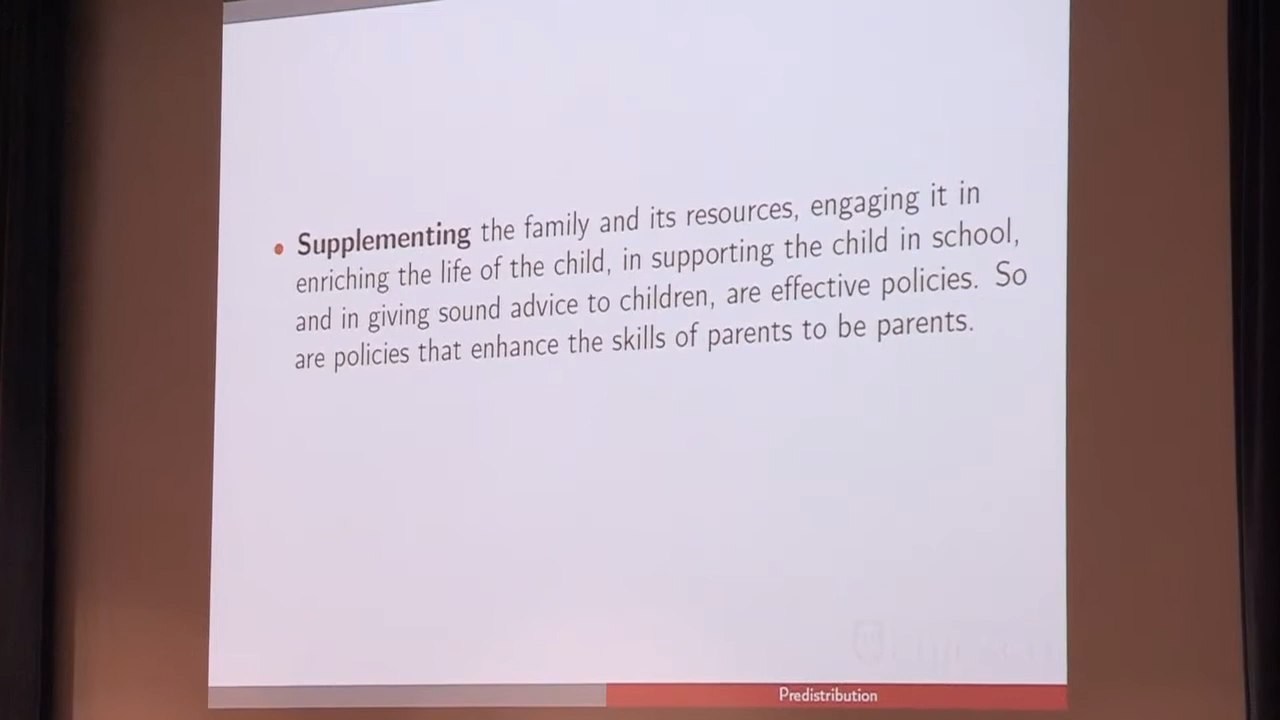 • Supplementing the family and its resources, engaging it in
enriching the life of the child, in supporting the child in school,
and in giving sound advice to children, are effective policies. So
are policies that enhance the skills of parents to be parents.
Predistribution